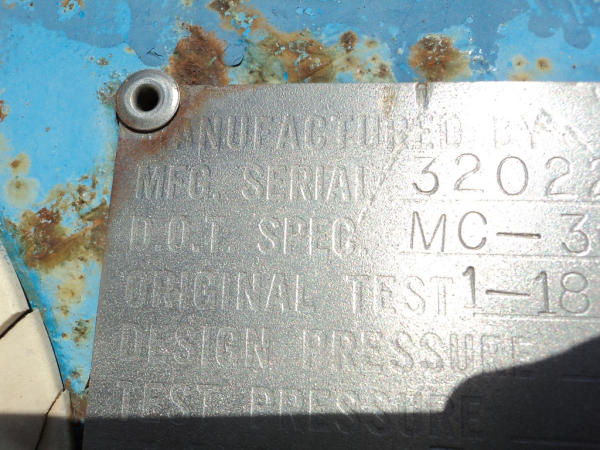 MANUFACTURED BY
MFG. SERIAL 32022
D.O.T. SPEC. MC-3
ORIGINAL TEST 1-18
DESIGN PRESSURE
TEST PRESSURE